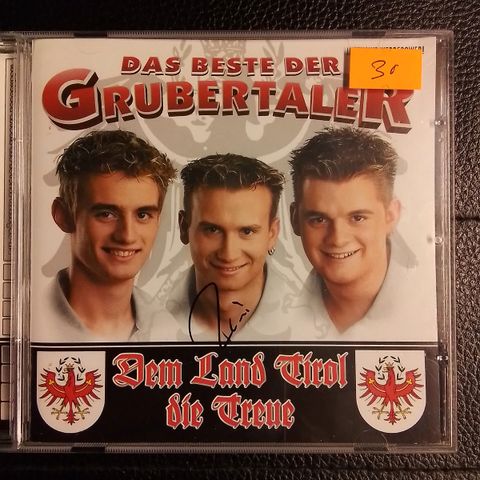 DAS BESTE DER
GRUBERTALER
30
Dem Land Tirol
die Treue